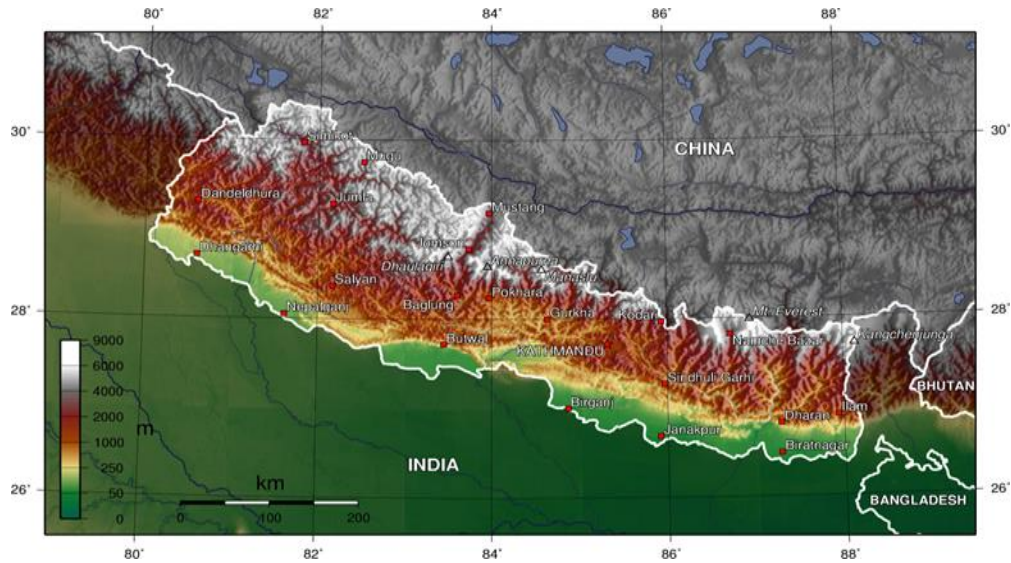 80° 82° 84° 86° 88°
30° 30°
CHINA
Simikot
Mugu
Dandeldhura
Jumla
Mustang
Dhangarhi
Jomsom
Annapurna
Dhaulagiri
Manaslu
Salyan
Pokhara
28° 28°
Nepalganj
Baglung
Gurkha
Kodari
Mt. Everest
Namche Bazar
Kangchenjunga
Butwal
KATHMANDU
Sindhuli Garhi
BHUTAN
9000
6000
4000
2000
1000
250
50
0
m
Birganj
Dharan
Ilam
Janakpur
Biratnagar
INDIA
km
0 100 200
BANGLADESH
26° 26°
80° 82° 84° 86° 88°